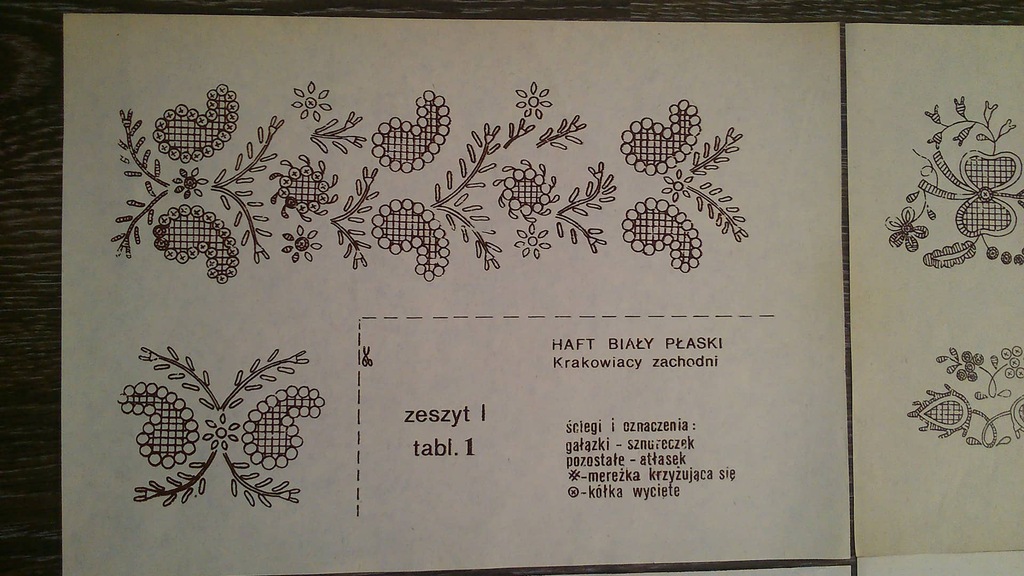 HAFT BIAŁY PŁASKI
Krakowiacy zachodni
zeszyt I
tabl. 1
ściegi i oznaczenia :
gałązki - sznureczek
pozostałe - atłasek
※-mereżka krzyżująca się
⊗-kółka wycięte